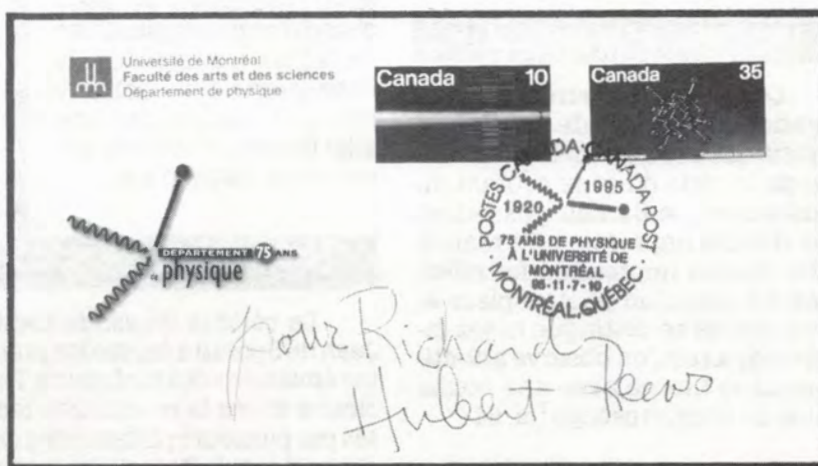 Université de Montréal
Faculté des arts et des sciences
Département de physique
Canada 10
Canada 35
POSTES CANADA · CANADA POST
1920
1995
75 ANS DE PHYSIQUE
À L'UNIVERSITÉ DE
MONTRÉAL
95-11-7-10
MONTRÉAL, QUÉBEC
DÉPARTEMENT 75 ANS
physique
Pour Richard
Hubert Reeves